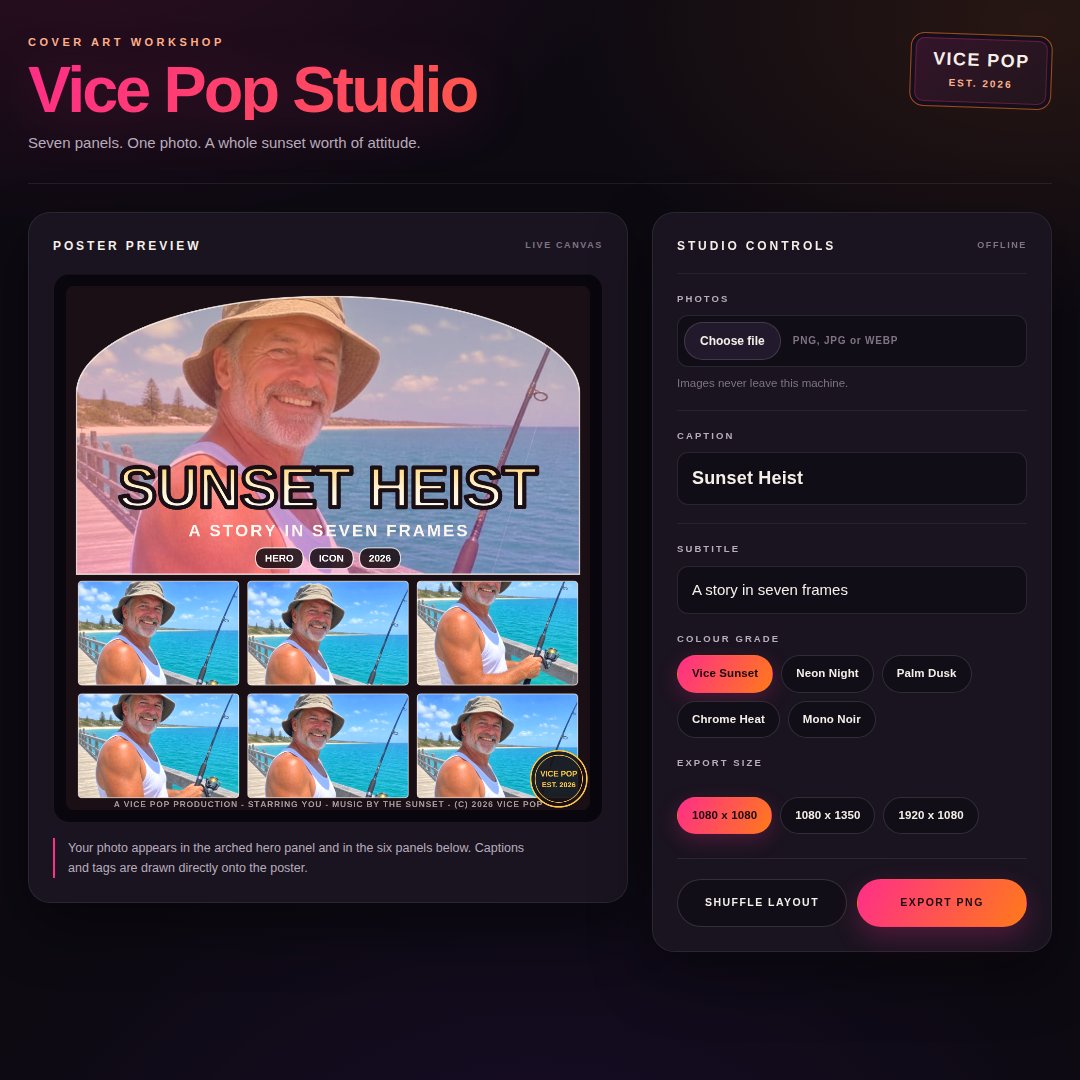 COVER ART WORKSHOP
Vice Pop Studio
Seven panels. One photo. A whole sunset worth of attitude.
VICE POP
EST. 2026
POSTER PREVIEW
LIVE CANVAS
SUNSET HEIST
A STORY IN SEVEN FRAMES
HERO
ICON
2026
VICE POP
EST. 2026
A VICE POP PRODUCTION - STARRING YOU - MUSIC BY THE SUNSET - (C) 2026 VICE POP
Your photo appears in the arched hero panel and in the six panels below. Captions
and tags are drawn directly onto the poster.
STUDIO CONTROLS
OFFLINE
PHOTOS
Choose file
PNG, JPG or WEBP
Images never leave this machine.
CAPTION
Sunset Heist
SUBTITLE
A story in seven frames
COLOUR GRADE
Vice Sunset
Neon Night
Palm Dusk
Chrome Heat
Mono Noir
EXPORT SIZE
1080 x 1080
1080 x 1350
1920 x 1080
SHUFFLE LAYOUT
EXPORT PNG